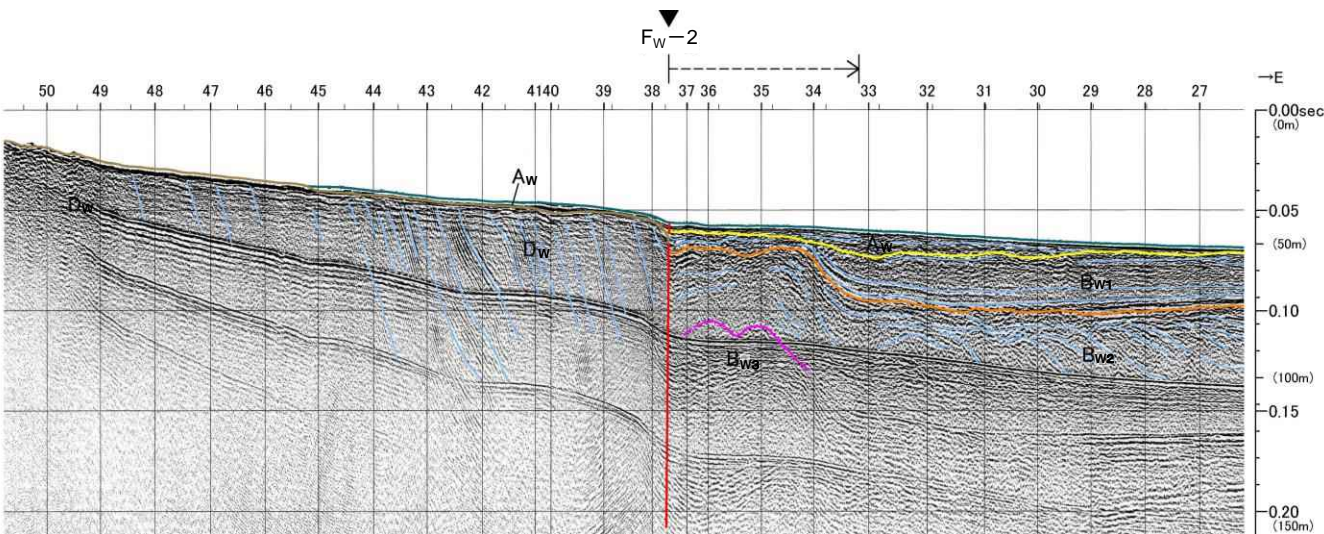 ▼
Fw−2
→E
50 49 48 47 46 45 44 43 42 41 40 39 38 37 36 35 34 33 32 31 30 29 28 27
0.00sec
(0m)
Aw
Dw
0.05
Dw
Aw
(50m)
Bw1
0.10
Bw2
Bw3
(100m)
0.15
0.20
(150m)